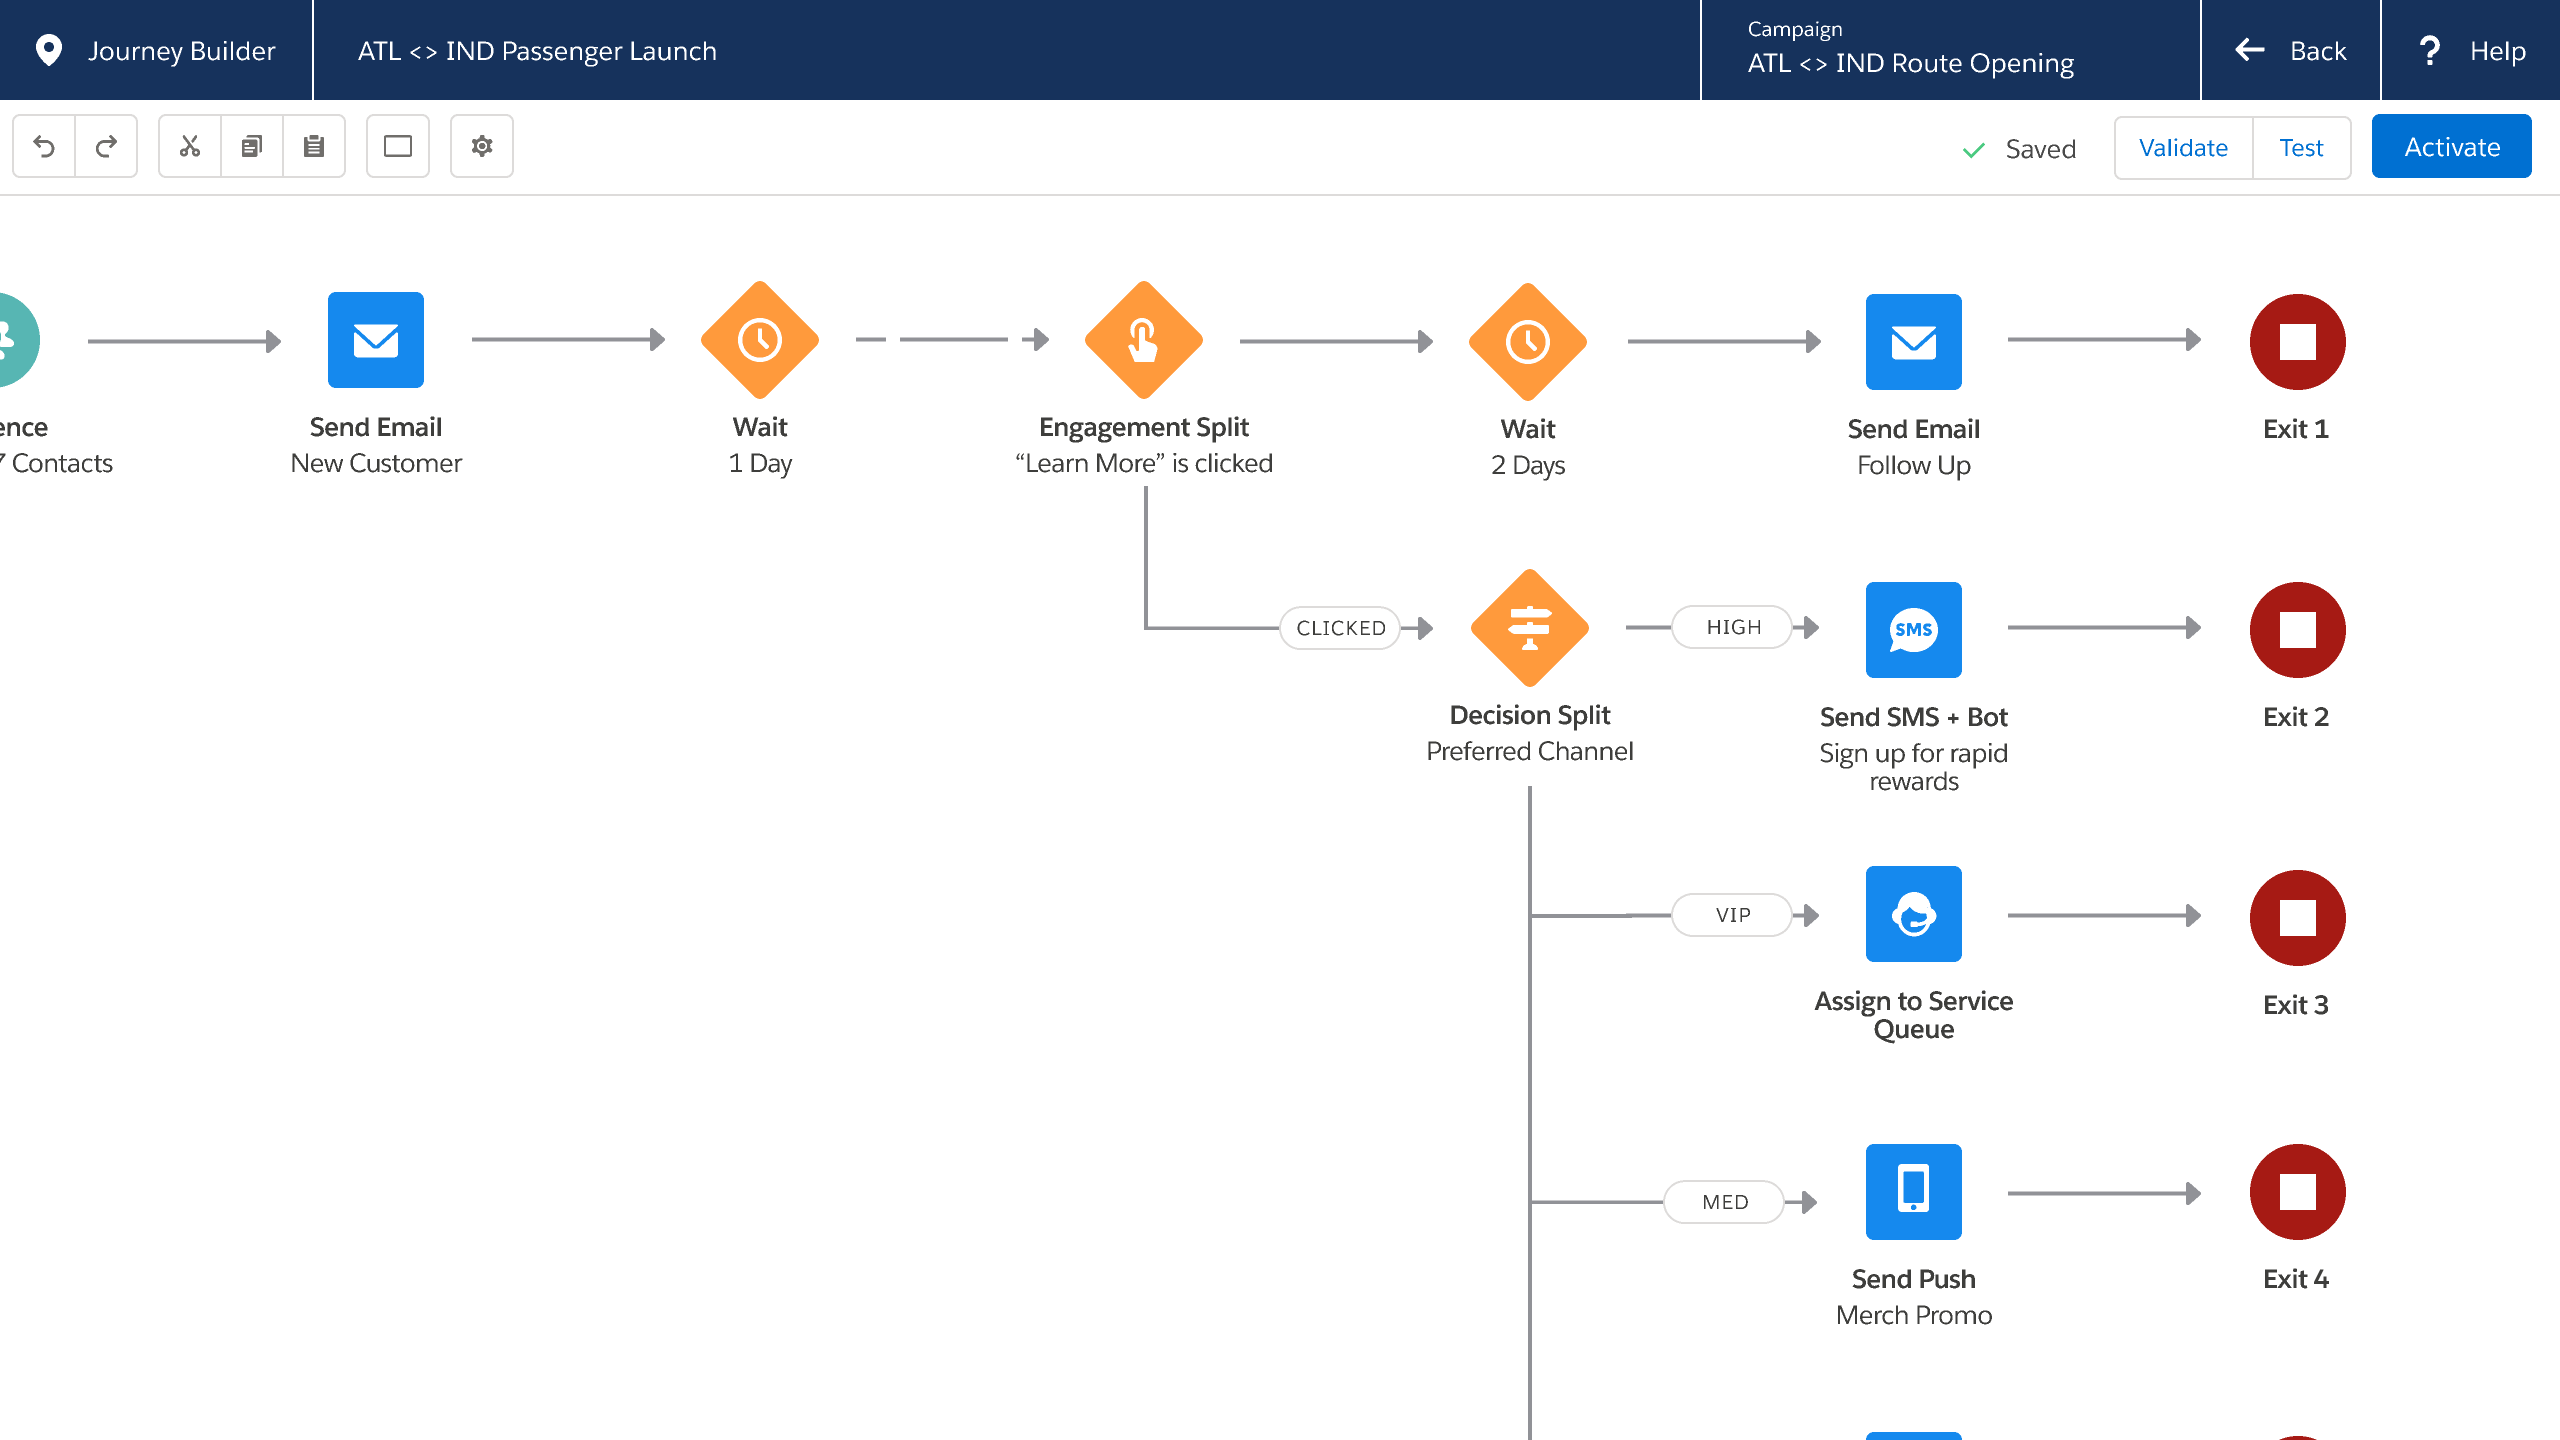 Journey Builder
ATL <> IND Passenger Launch
Campaign
ATL <> IND Route Opening
Back
? Help
Saved
Validate
Test
Activate
ence
7 Contacts
Send Email
New Customer
Wait
1 Day
Engagement Split
“Learn More” is clicked
Wait
2 Days
Send Email
Follow Up
Exit 1
CLICKED
Decision Split
Preferred Channel
HIGH
SMS
Send SMS + Bot
Sign up for rapid
rewards
Exit 2
VIP
Assign to Service
Queue
Exit 3
MED
Send Push
Merch Promo
Exit 4